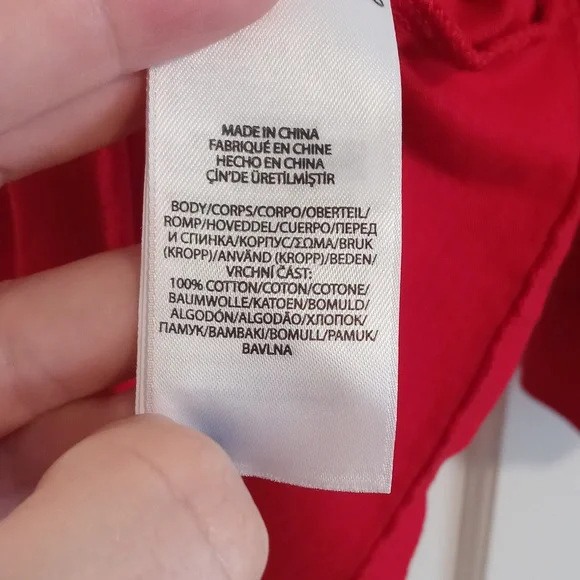 MADE IN CHINA
FABRIQUÉ EN CHINE
HECHO EN CHINA
ÇİN'DE ÜRETİLMİŞTİR
BODY/CORPS/CORPO/OBERTEIL/
ROMP/HOVEDDEL/CUERPO/ПЕРЕД
И СПИНКА/КОРПУС/ΣΩΜΑ/BRUK
(KROPP)/ANVÄND (KROPP)/BEDEN/
VRCHNÍ ČÁST:
100% COTTON/COTON/COTONE/
BAUMWOLLE/KATOEN/BOMULD/
ALGODÓN/ALGODÃO/ХЛОПОК/
ПАМУК/BAMBAKI/BOMULL/PAMUK/
BAVLNA